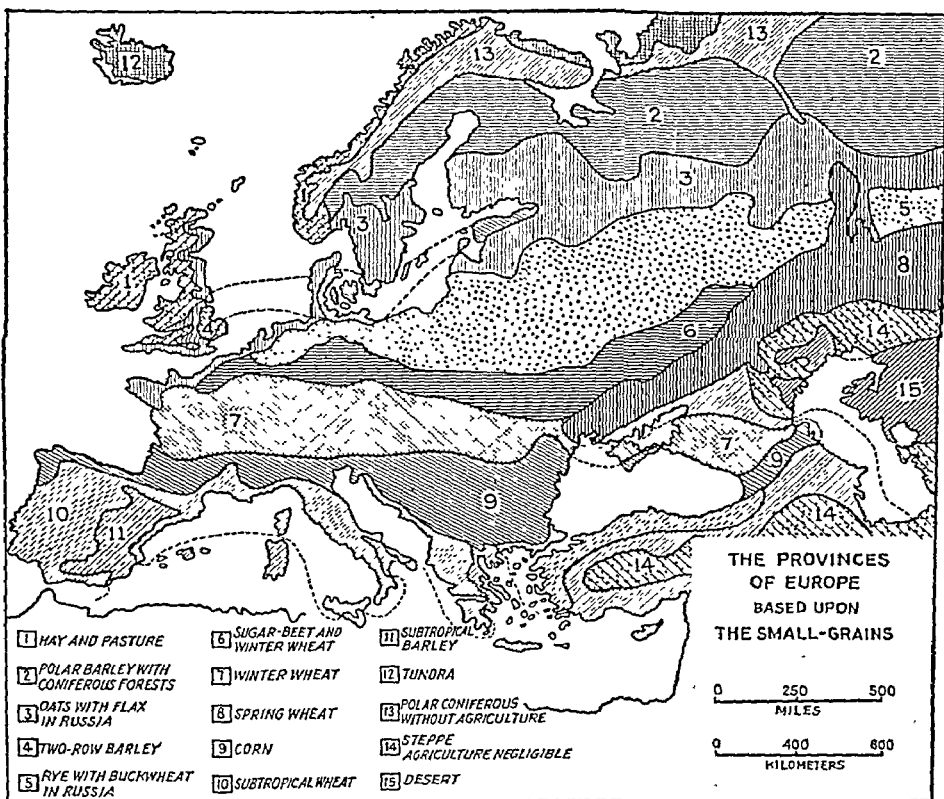 12
13
13
2
2
3
3
5
8
1
4
6
14
15
7
7
9
10
11
9
14
14
THE PROVINCES
OF EUROPE
BASED UPON
THE SMALL-GRAINS
0 250 500
MILES
0 400 800
KILOMETERS
1 HAY AND PASTURE
2 POLAR BARLEY WITH
CONIFEROUS FORESTS
3 OATS WITH FLAX
IN RUSSIA
4 TWO-ROW BARLEY
5 RYE WITH BUCKWHEAT
IN RUSSIA
6 SUGAR-BEET AND
WINTER WHEAT
7 WINTER WHEAT
8 SPRING WHEAT
9 CORN
10 SUBTROPICAL WHEAT
11 SUBTROPICAL
BARLEY
12 TUNDRA
13 POLAR CONIFEROUS
WITHOUT AGRICULTURE
14 STEPPE
AGRICULTURE NEGLIGIBLE
15 DESERT